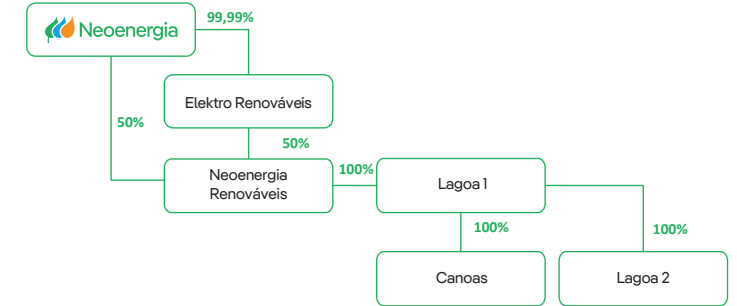 Neoenergia
99,99%
Elektro Renováveis
50%
50%
Neoenergia
Renováveis
100%
Lagoa 1
100%
100%
Canoas
Lagoa 2